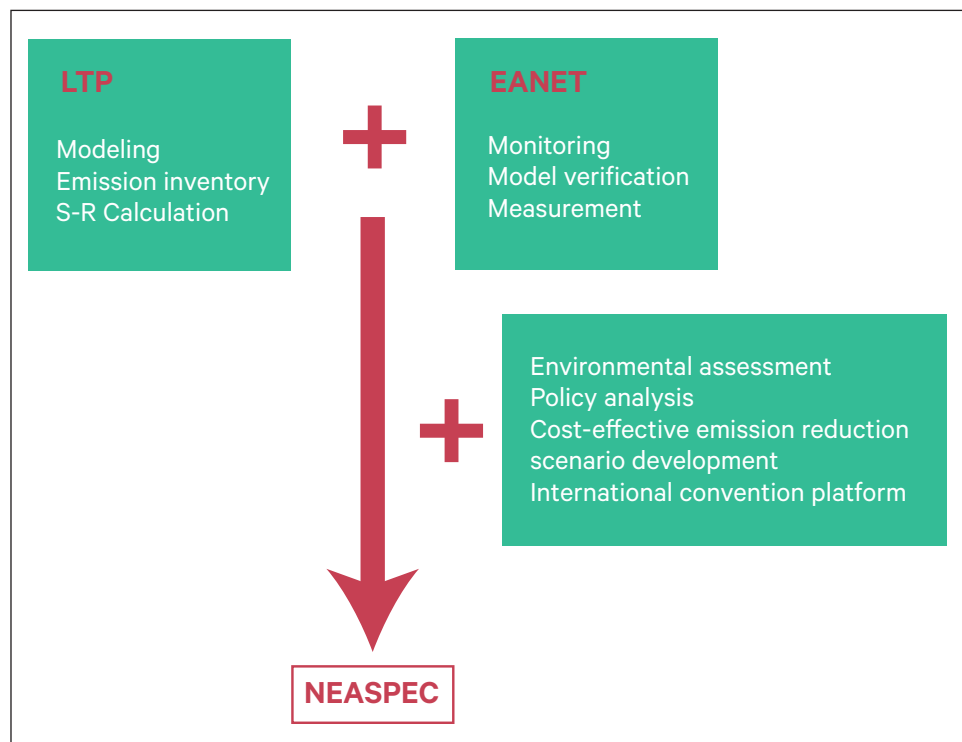 LTP
Modeling
Emission inventory
S-R Calculation
EANET
Monitoring
Model verification
Measurement
Environmental assessment
Policy analysis
Cost-effective emission reduction
scenario development
International convention platform
NEASPEC